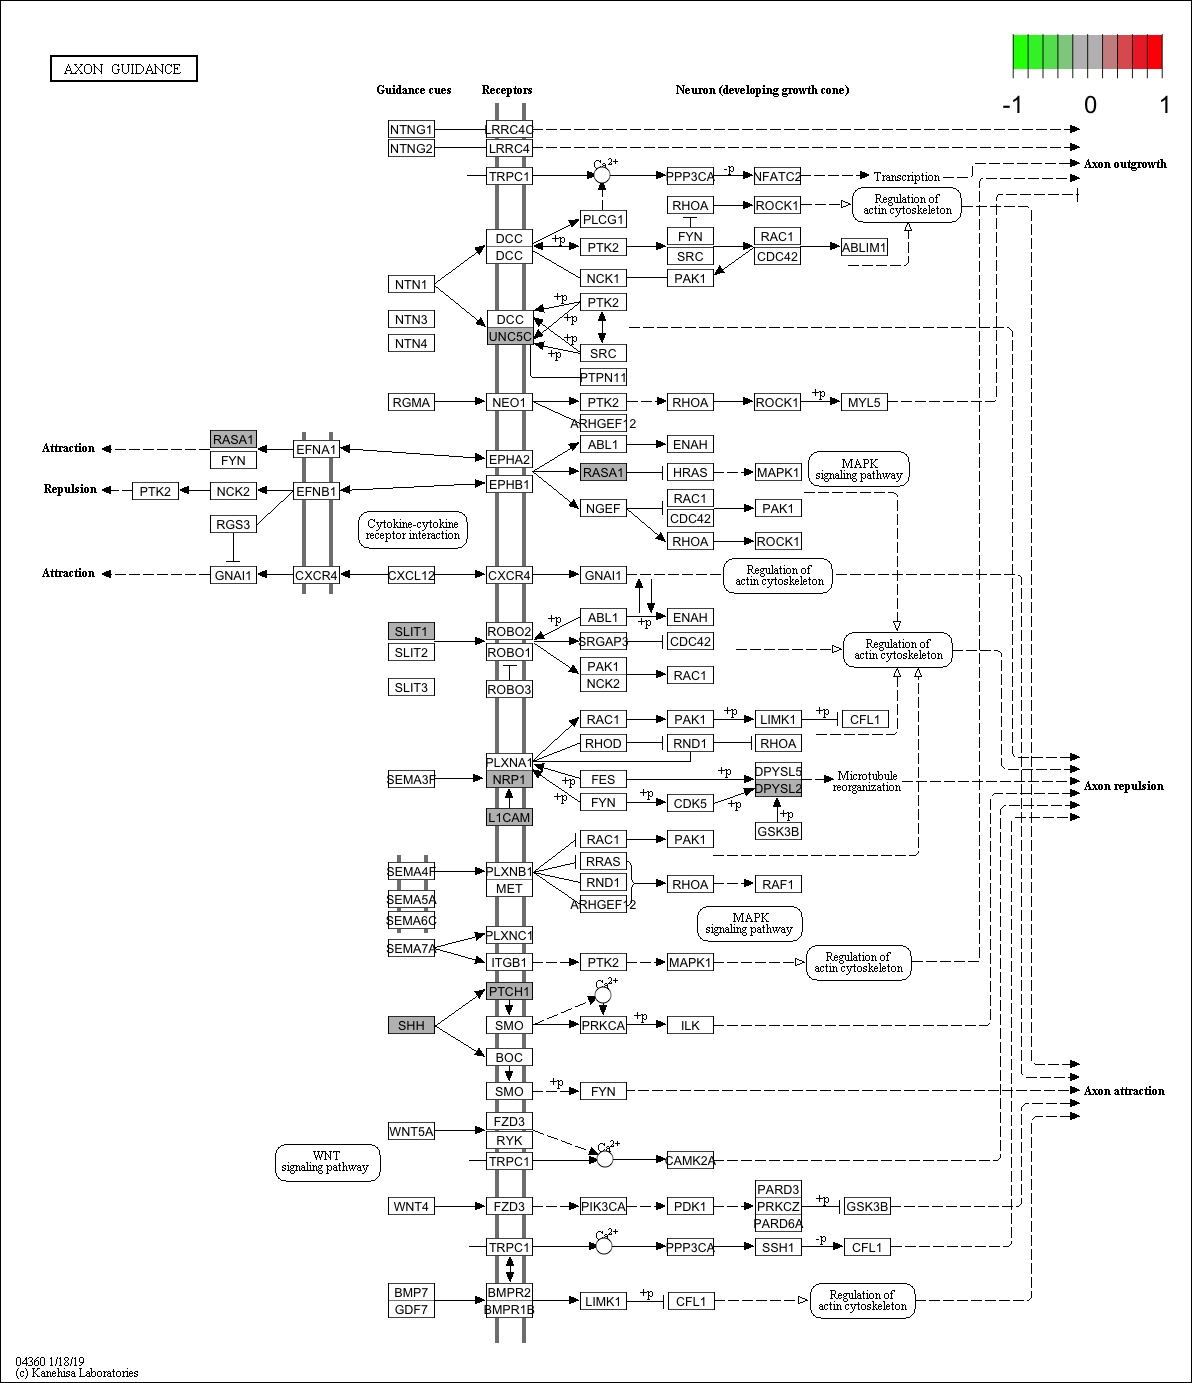 AXON GUIDANCE
-1 0 1
Guidance cues Receptors Neuron (developing growth cone)
NTNG1 LRRC4C
NTNG2 LRRC4
Axon outgrowth
TRPC1 Ca2+ PPP3CA -p NFATC2 Transcription
RHOA ROCK1 Regulation of
actin cytoskeleton
PLCG1
DCC +p PTK2 FYN RAC1 ABLIM1
DCC SRC CDC42
NCK1 PAK1
NTN1
+p PTK2
NTN3 DCC +p
UNC5C +p
NTN4 +p SRC
PTPN11
RGMA NEO1 PTK2 RHOA ROCK1 +p MYL5
ARHGEF12
RASA1 ABL1 ENAH
Attraction EFNA1
FYN EPHA2 MAPK
signaling pathway
RASA1 HRAS MAPK1
Repulsion PTK2 NCK2 EFNB1 EPHB1
RAC1
NGEF PAK1
CDC42
RGS3 Cytokine-cytokine
receptor interaction
RHOA ROCK1
Attraction GNAI1 CXCR4 CXCL12 CXCR4 GNAI1 Regulation of
actin cytoskeleton
+p ABL1 +p ENAH
SLIT1 ROBO2 SRGAP3 CDC42
SLIT2 ROBO1 Regulation of
actin cytoskeleton
PAK1 RAC1
NCK2
SLIT3 ROBO3
RAC1 PAK1 +p LIMK1 +p CFL1
RHOD RND1 RHOA
PLXNA1
SEMA3F NRP1 +p FES +p DPYSL5 Microtubule
reorganization
DPYSL2
Axon repulsion
+p FYN CDK5 +p
L1CAM +p
GSK3B
RAC1 PAK1
RRAS
SEMA4F PLXNB1
MET RND1 RHOA RAF1
SEMA5A ARHGEF12
SEMA6C MAPK
signaling pathway
PLXNC1
SEMA7A
ITGB1 PTK2 MAPK1 Regulation of
actin cytoskeleton
PTCH1 Ca2+
SHH SMO PRKCA +p ILK
BOC
SMO +p FYN Axon attraction
FZD3
WNT5A RYK Ca2+
WNT
signaling pathway
TRPC1 CAMK2A
PARD3
WNT4 FZD3 PIK3CA PDK1 PRKCZ +p GSK3B
PARD6A
TRPC1 Ca2+ PPP3CA SSH1 -p CFL1
BMP7 BMPR2 LIMK1 +p CFL1 Regulation of
actin cytoskeleton
GDF7 BMPR1B
04360 1/18/19
(c) Kanehisa Laboratories